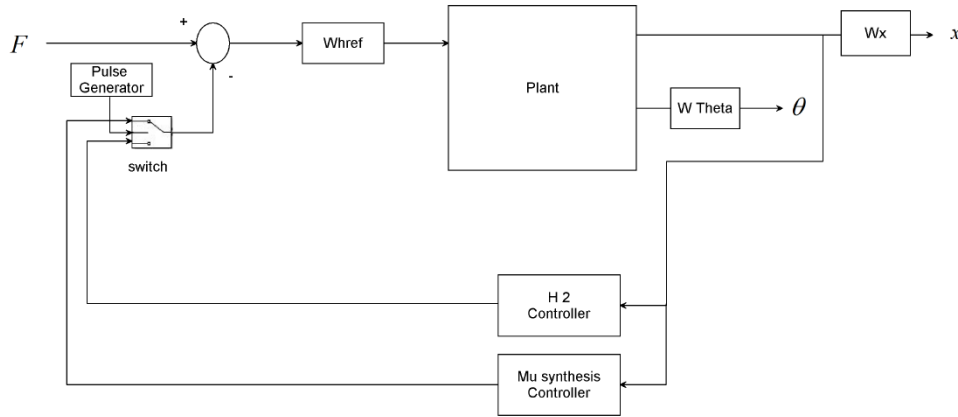 F
+
-
Pulse
Generator
switch
Whref
Plant
Wx
x
W Theta
θ
H 2
Controller
Mu synthesis
Controller